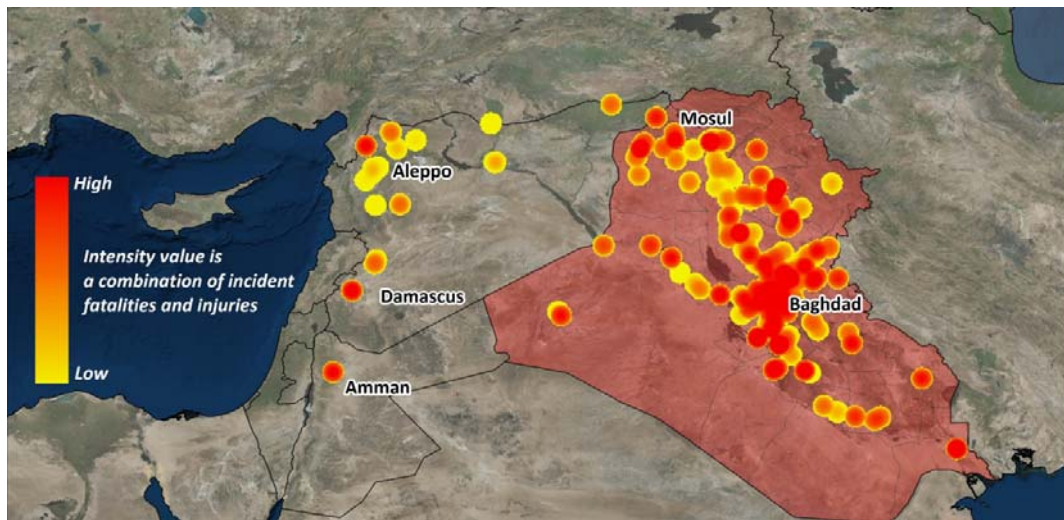 Mosul
High
Aleppo
Intensity value is
a combination of incident
fatalities and injuries
Damascus
Baghdad
Low
Amman